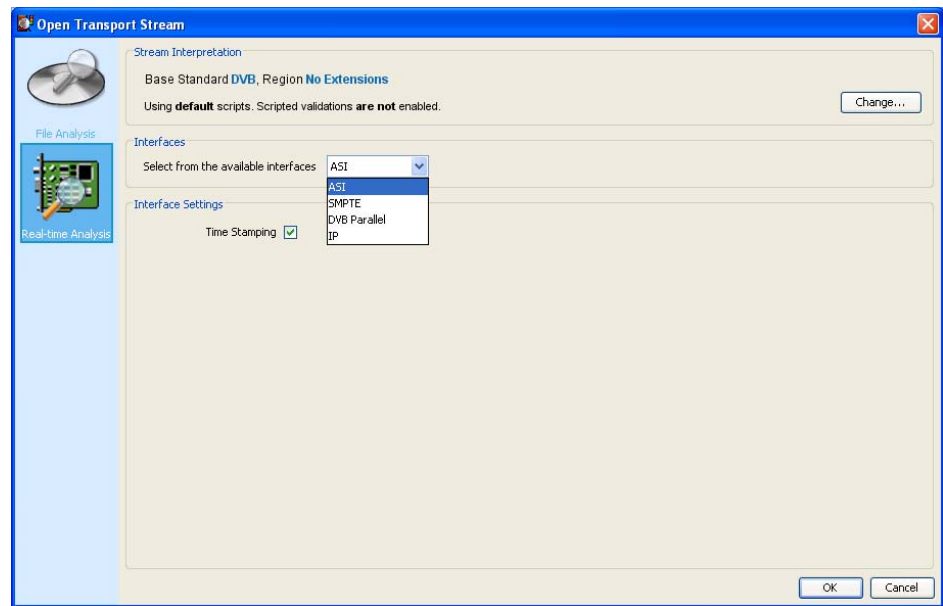 Open Transport Stream
File Analysis
Real-time Analysis
Stream Interpretation
Base Standard DVB, Region No Extensions
Using default scripts. Scripted validations are not enabled.
Change...
Interfaces
Select from the available interfaces ASI
ASI
SMPTE
DVB Parallel
IP
Interface Settings
Time Stamping
OK Cancel